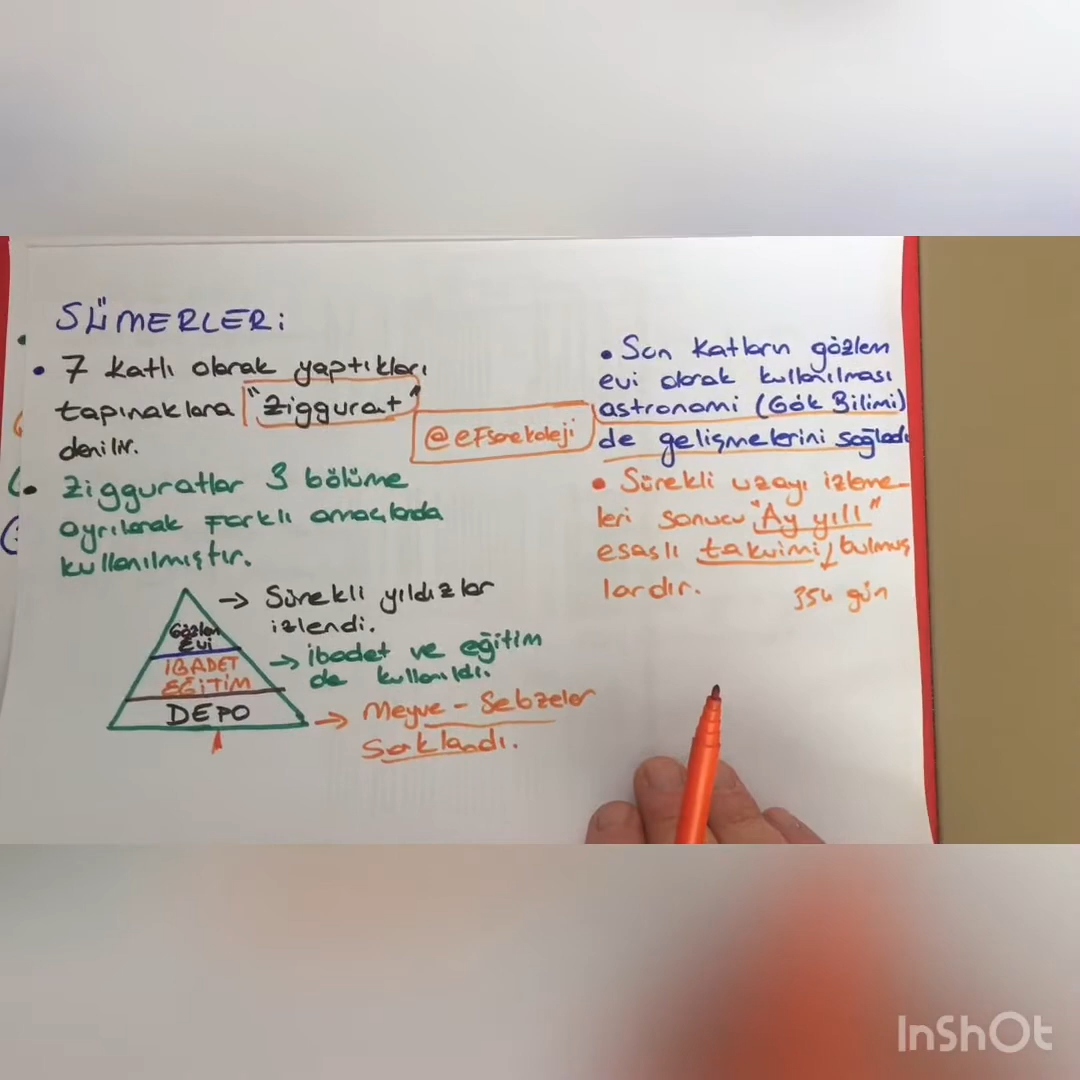 SÜMERLER:
• 7 katlı olarak yaptıkları
tapınaklara "Ziggurat"
denilir.
• Zigguratlar 3 bölüme
ayrılarak farklı amaçlarda
kullanılmıştır.
→ Sürekli yıldızlar
izlendi.
Gözlem
Evi
→ ibadet ve eğitim
de kullanıldı.
İBADET
EĞİTİM
DEPO
→ Meyve - Sebzeler
Saklandı.
@efsanekoleji
• Son katların gözlem
evi olarak kullanılması
astronomi (Gök Bilimi)
de gelişmelerini sağladı
• Sürekli uzayı izleme-
leri sonucu "Ay yılı"
esaslı takvimi bulmuş
lardır.
354 gün
InShOt